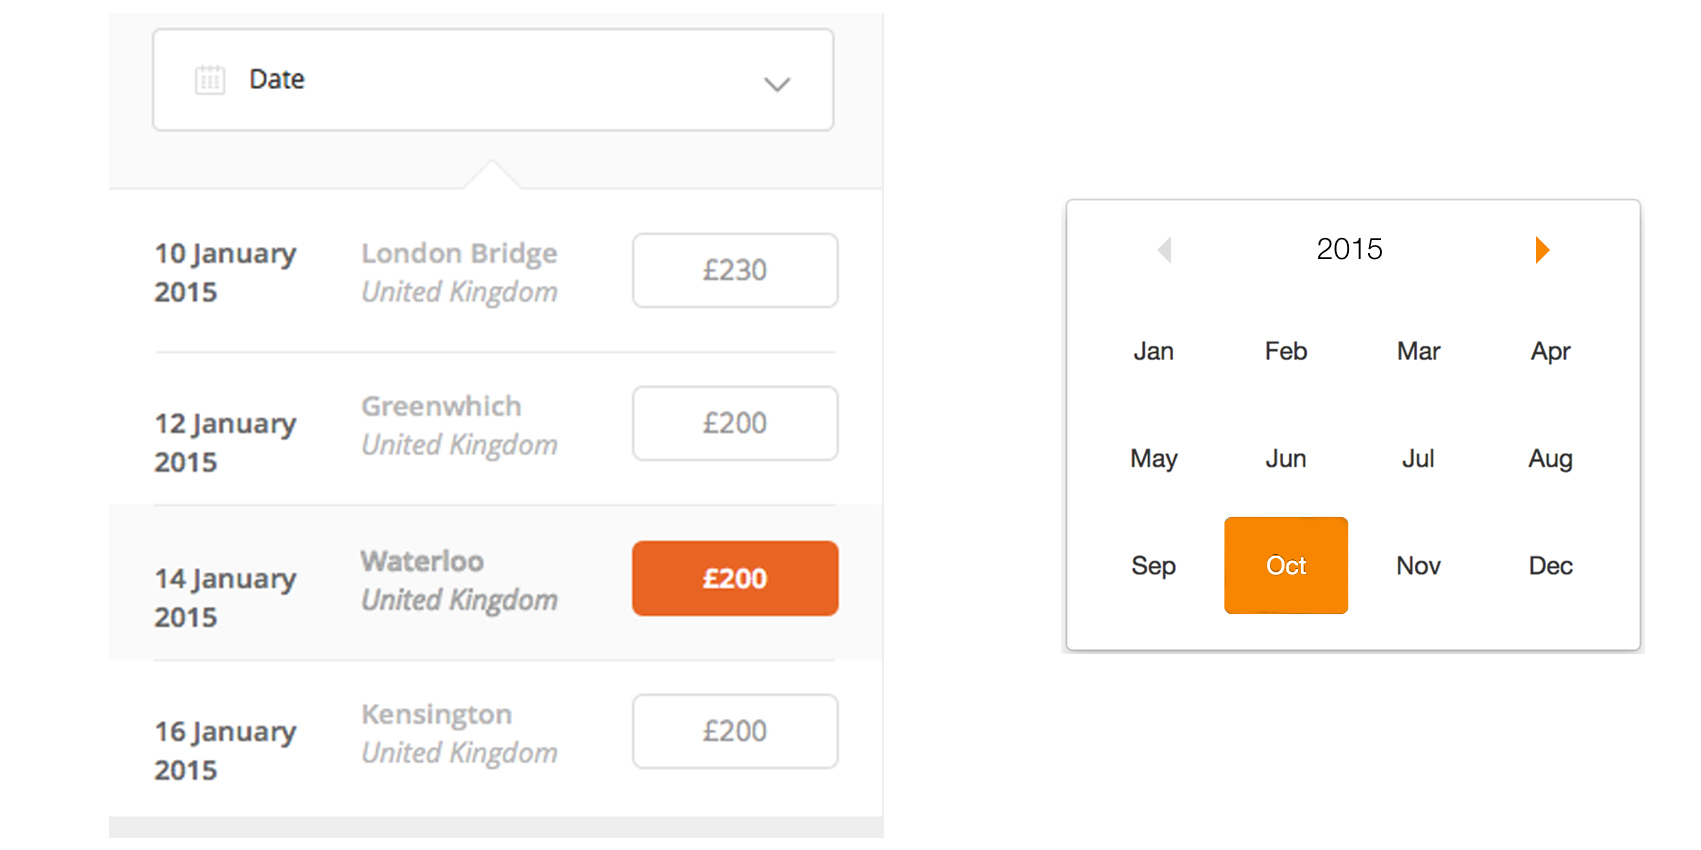 Date
10 January
2015
London Bridge
United Kingdom
£230
12 January
2015
Greenwhich
United Kingdom
£200
14 January
2015
Waterloo
United Kingdom
£200
16 January
2015
Kensington
United Kingdom
£200
2015
Jan Feb Mar Apr
May Jun Jul Aug
Sep Oct Nov Dec